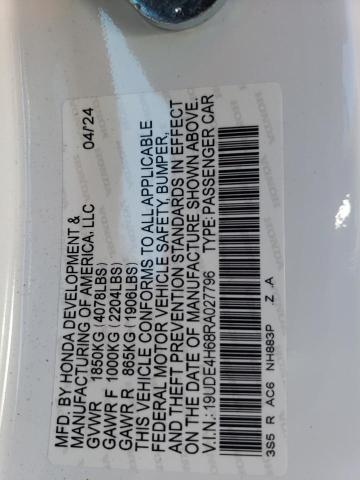 MFD. BY HONDA DEVELOPMENT &
MANUFACTURING OF AMERICA, LLC 04/24
GVWR 1850KG (4078LBS)
GAWR F 1000KG (2204LBS)
GAWR R 865KG (1906LBS)
THIS VEHICLE CONFORMS TO ALL APPLICABLE
FEDERAL MOTOR VEHICLE SAFETY, BUMPER,
AND THEFT PREVENTION STANDARDS IN EFFECT
ON THE DATE OF MANUFACTURE SHOWN ABOVE.
V.I.N.: 19UDE4H68RA027796 TYPE: PASSENGER CAR
3S5 R AC6 NH883P Z A